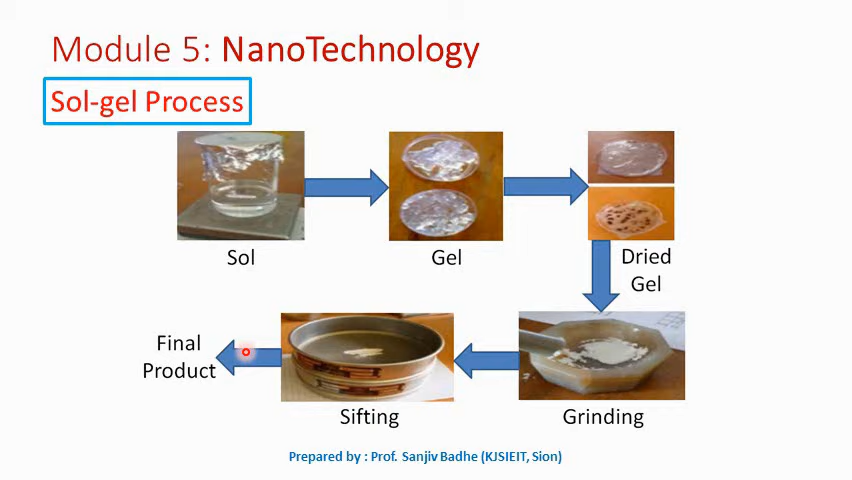 Module 5: NanoTechnology
Sol-gel Process
Sol
Gel
Dried
Gel
Final
Product
Sifting
Grinding
Prepared by : Prof. Sanjiv Badhe (KJSIEIT, Sion)